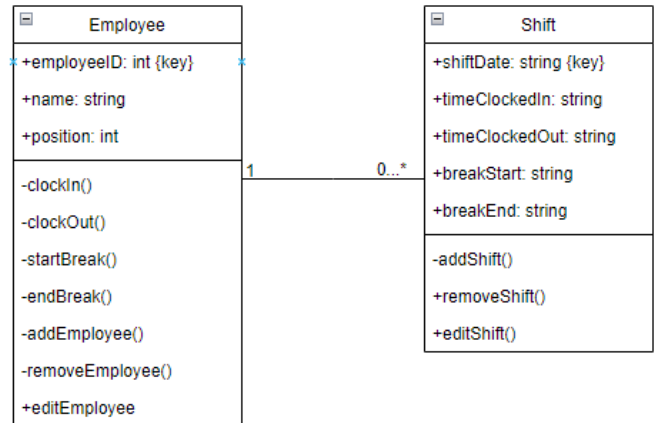 Employee
+employeeID: int {key}
+name: string
+position: int
-clockIn()
-clockOut()
-startBreak()
-endBreak()
-addEmployee()
-removeEmployee()
+editEmployee
1
0...*
Shift
+shiftDate: string {key}
+timeClockedIn: string
+timeClockedOut: string
+breakStart: string
+breakEnd: string
-addShift()
+removeShift()
+editShift()